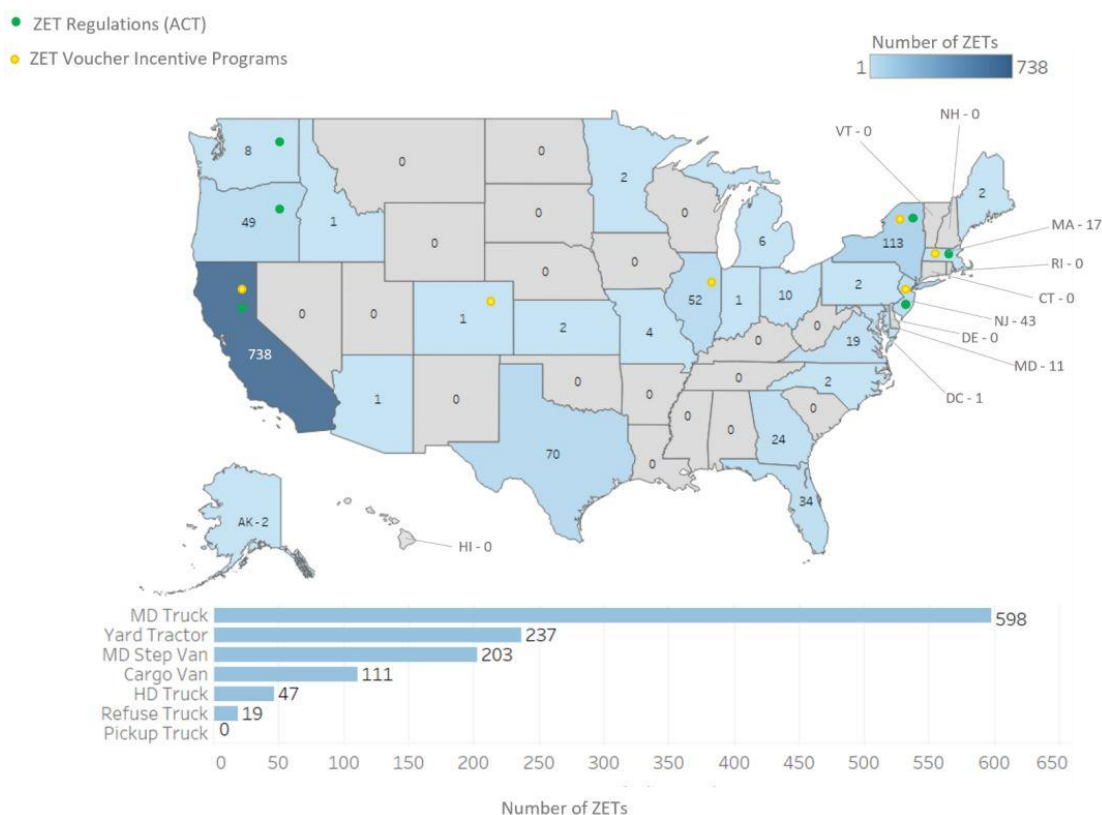 ZET Regulations (ACT)
ZET Voucher Incentive Programs
Number of ZETs
1 738
NH - 0
VT - 0
8
0
0
2
0
2
MA - 17
49
1
0
0
6
113
RI - 0
0
0
0
CT - 0
52
1
10
2
NJ - 43
0
0
1
2
4
0
19
DE - 0
MD - 11
738
0
2
DC - 1
1
0
0
0
0
0
24
0
70
0
34
AK - 2
HI - 0
MD Truck 598
Yard Tractor 237
MD Step Van 203
Cargo Van 111
HD Truck 47
Refuse Truck 19
Pickup Truck 0
0 50 100 150 200 250 300 350 400 450 500 550 600 650
Number of ZETs